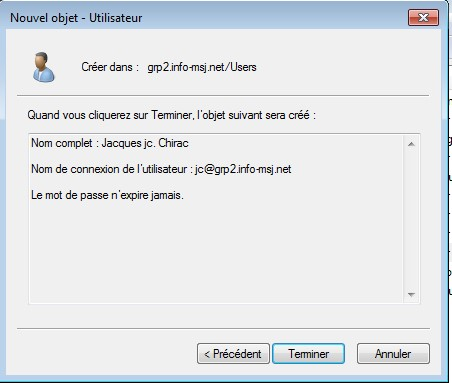 Nouvel objet - Utilisateur
Créer dans : grp2.info-msj.net/Users
Quand vous cliquerez sur Terminer, l'objet suivant sera créé :
Nom complet : Jacques jc. Chirac
Nom de connexion de l'utilisateur : jc@grp2.info-msj.net
Le mot de passe n'expire jamais.
< Précédent Terminer Annuler